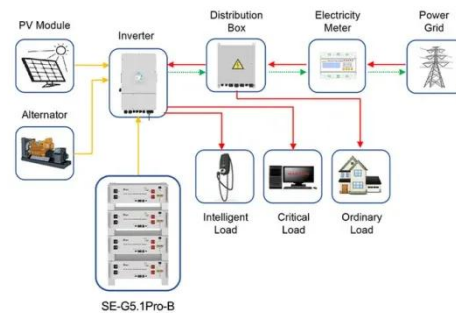 PV Module
Inverter
Distribution
Box
Electricity
Meter
Power
Grid
Alternator
Intelligent
Load
Critical
Load
Ordinary
Load
SE-G5.1Pro-B